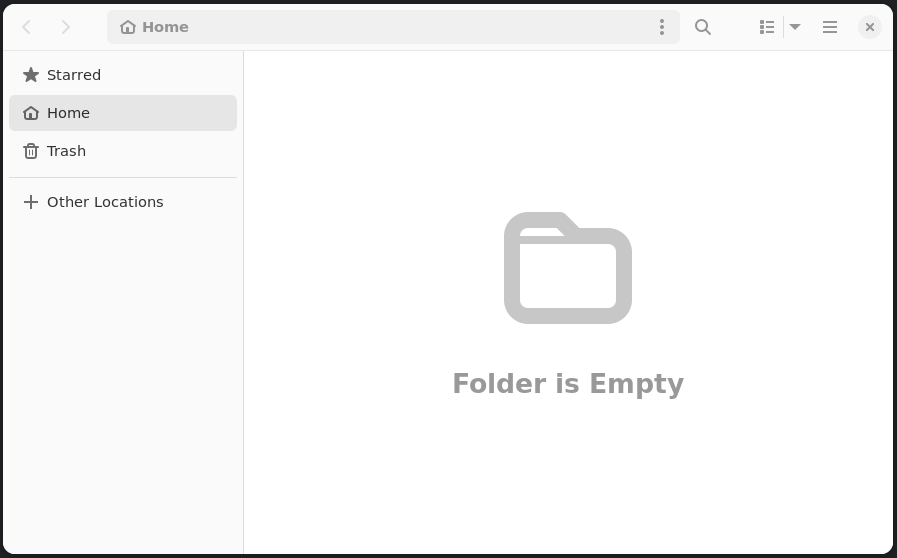 Home
Starred
Home
Trash
Other Locations
Folder is Empty